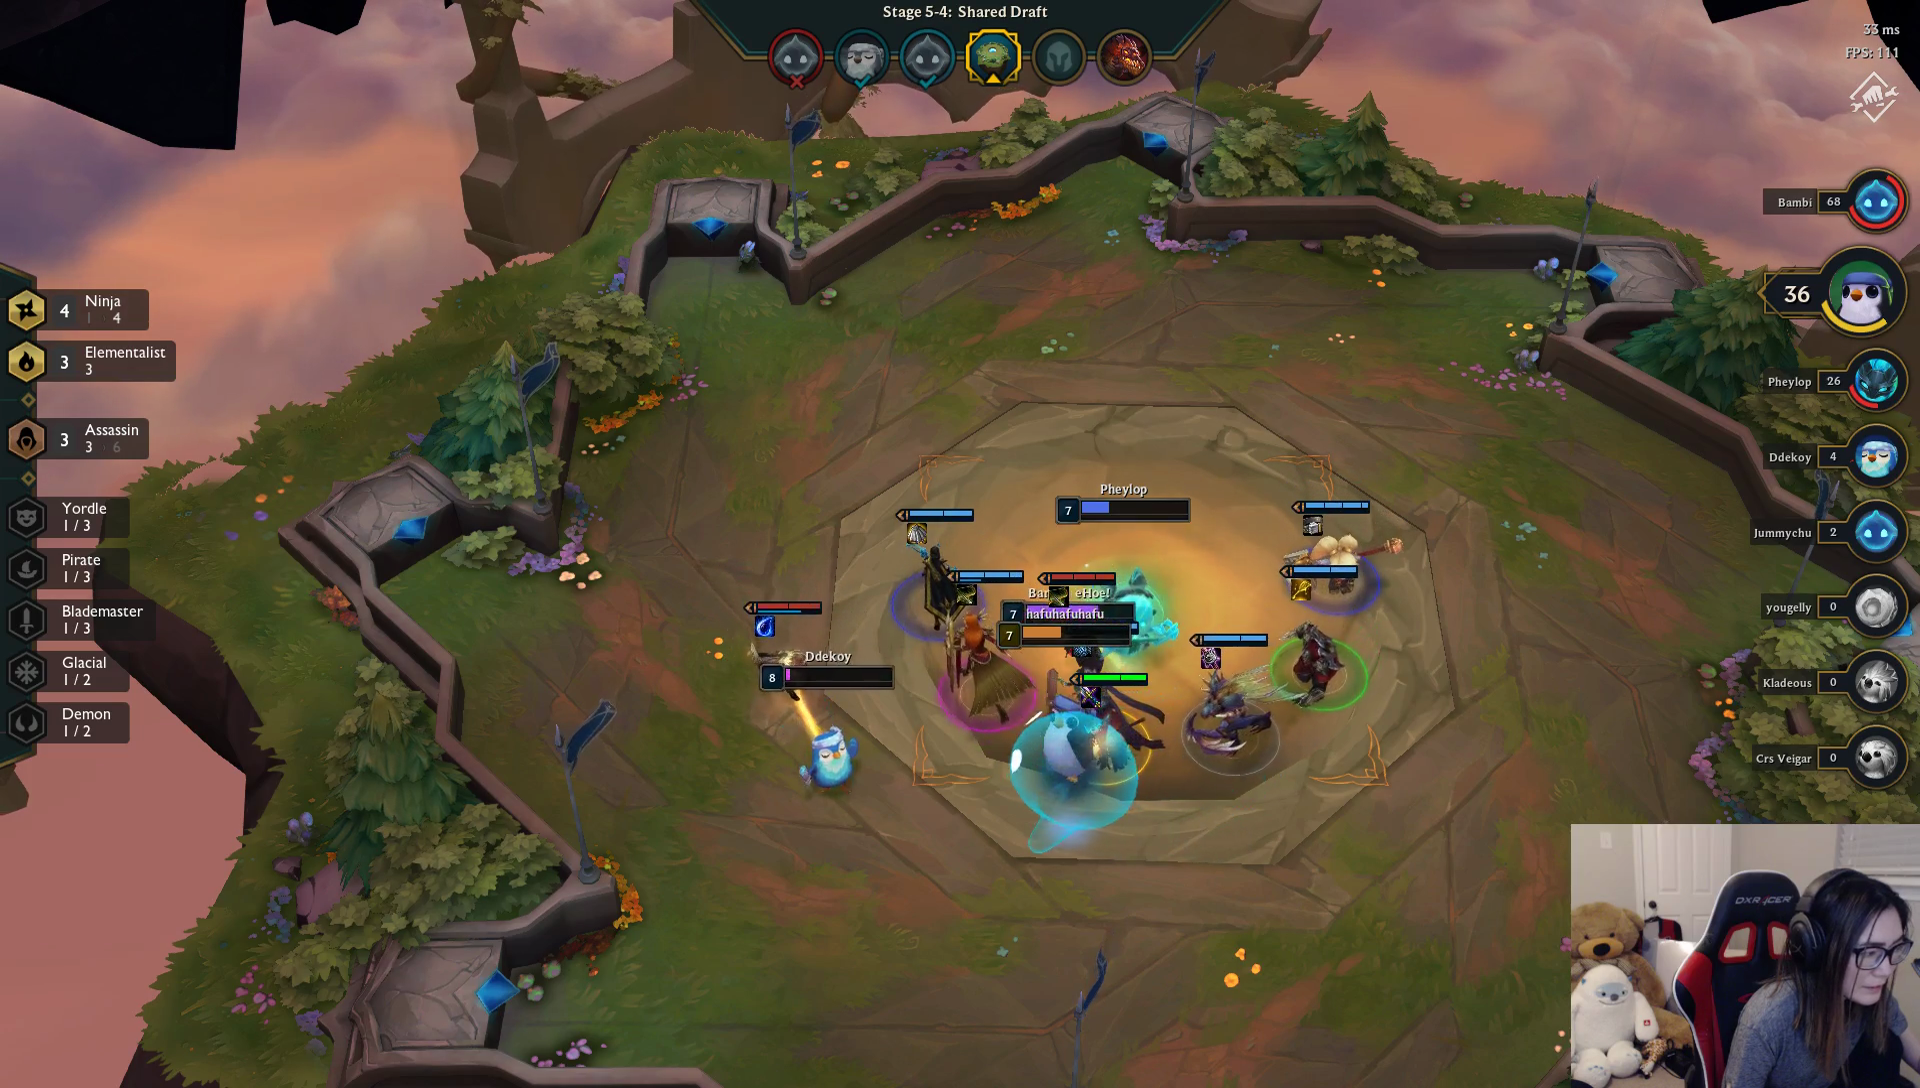 Stage 5-4: Shared Draft
33 ms
FPS: 111
Bambi 68
36
Pheylop 26
Ddekoy 4
Jummychu 2
yougelly 0
Kladeous 0
Crs Veigar 0
4 Ninja
4
3 Elementalist
3
3 Assassin
3 · 6
Yordle
1 / 3
Pirate
1 / 3
Blademaster
1 / 3
Glacial
1 / 2
Demon
1 / 2
Pheylop
7
eHoe!
7 hafuhafuhafu
7
Ddekoy
8
DXRACER